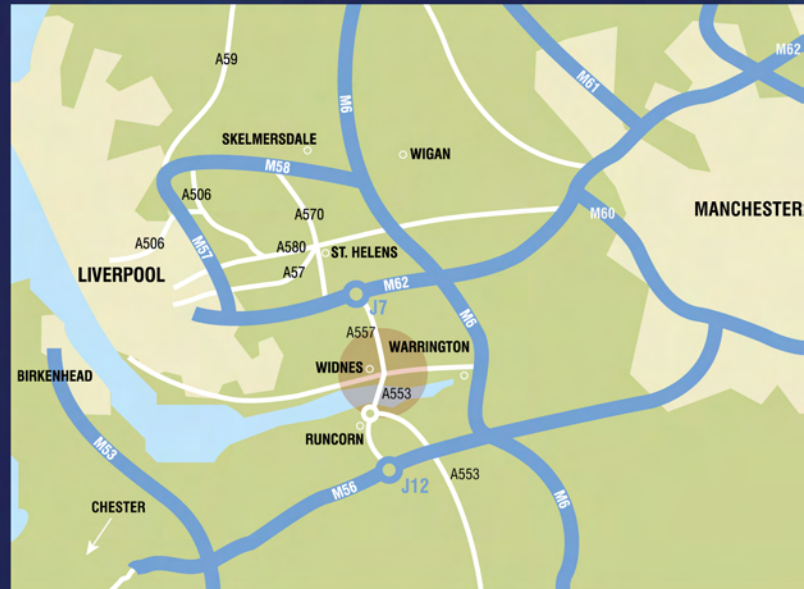 A59
M62
M61
M6
SKELMERSDALE
WIGAN
M58
A506
A570
M60
MANCHESTER
A506
M57
A580
ST. HELENS
A57
LIVERPOOL
M62
J7
M6
A557
WARRINGTON
WIDNES
BIRKENHEAD
A553
RUNCORN
M53
A553
M56
J12
M6
CHESTER